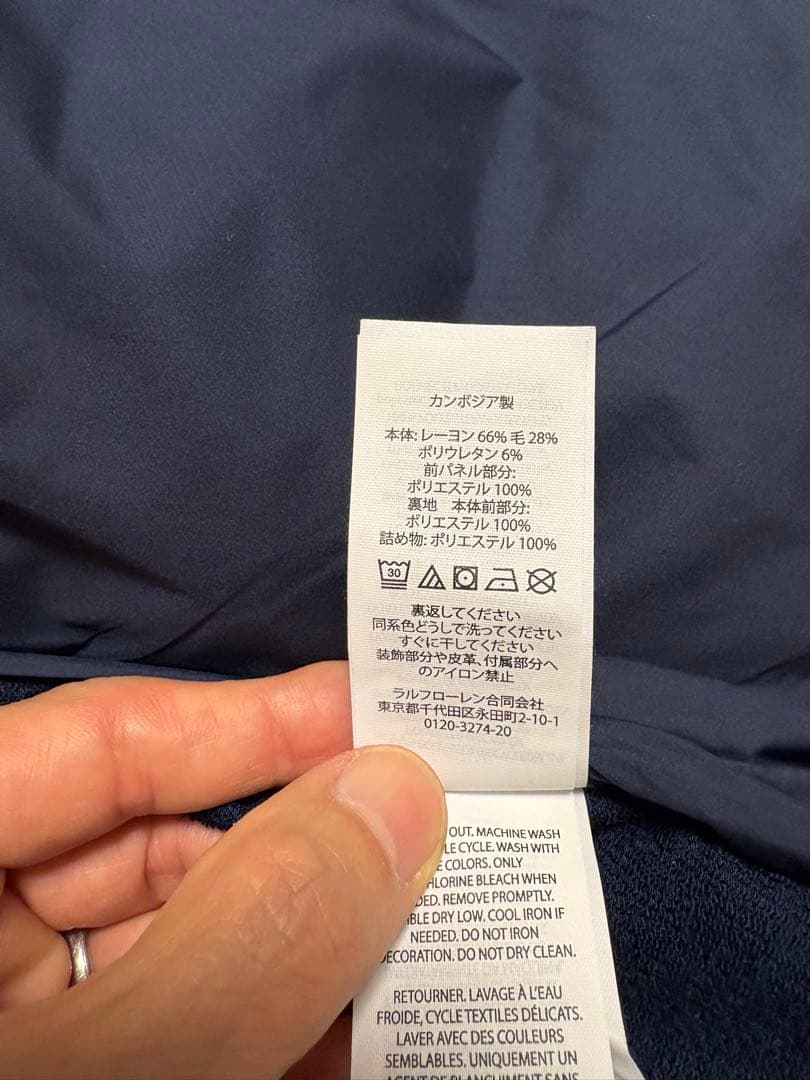 カンボジア製
本体: レーヨン 66% 毛 28%
ポリウレタン 6%
前パネル部分:
ポリエステル 100%
裏地　本体前部分:
ポリエステル 100%
詰め物: ポリエステル 100%
30
裏返してください
同系色どうしで洗ってください
すぐに干してください
装飾部分や皮革、付属部分へ
のアイロン禁止
ラルフローレン合同会社
東京都千代田区永田町2-10-1
0120-3274-20
OUT. MACHINE WASH
CYCLE. WASH WITH
COLORS. ONLY
BLEACH WHEN
REMOVE PROMPTLY.
DRY LOW. COOL IRON IF
NEEDED. DO NOT IRON
DECORATION. DO NOT DRY CLEAN.
RETOURNER. LAVAGE À L'EAU
FROIDE, CYCLE TEXTILES DÉLICATS.
LAVER AVEC DES COULEURS
SEMBLABLES. UNIQUEMENT UN
AGENT DE BLANCHIMENT SANS